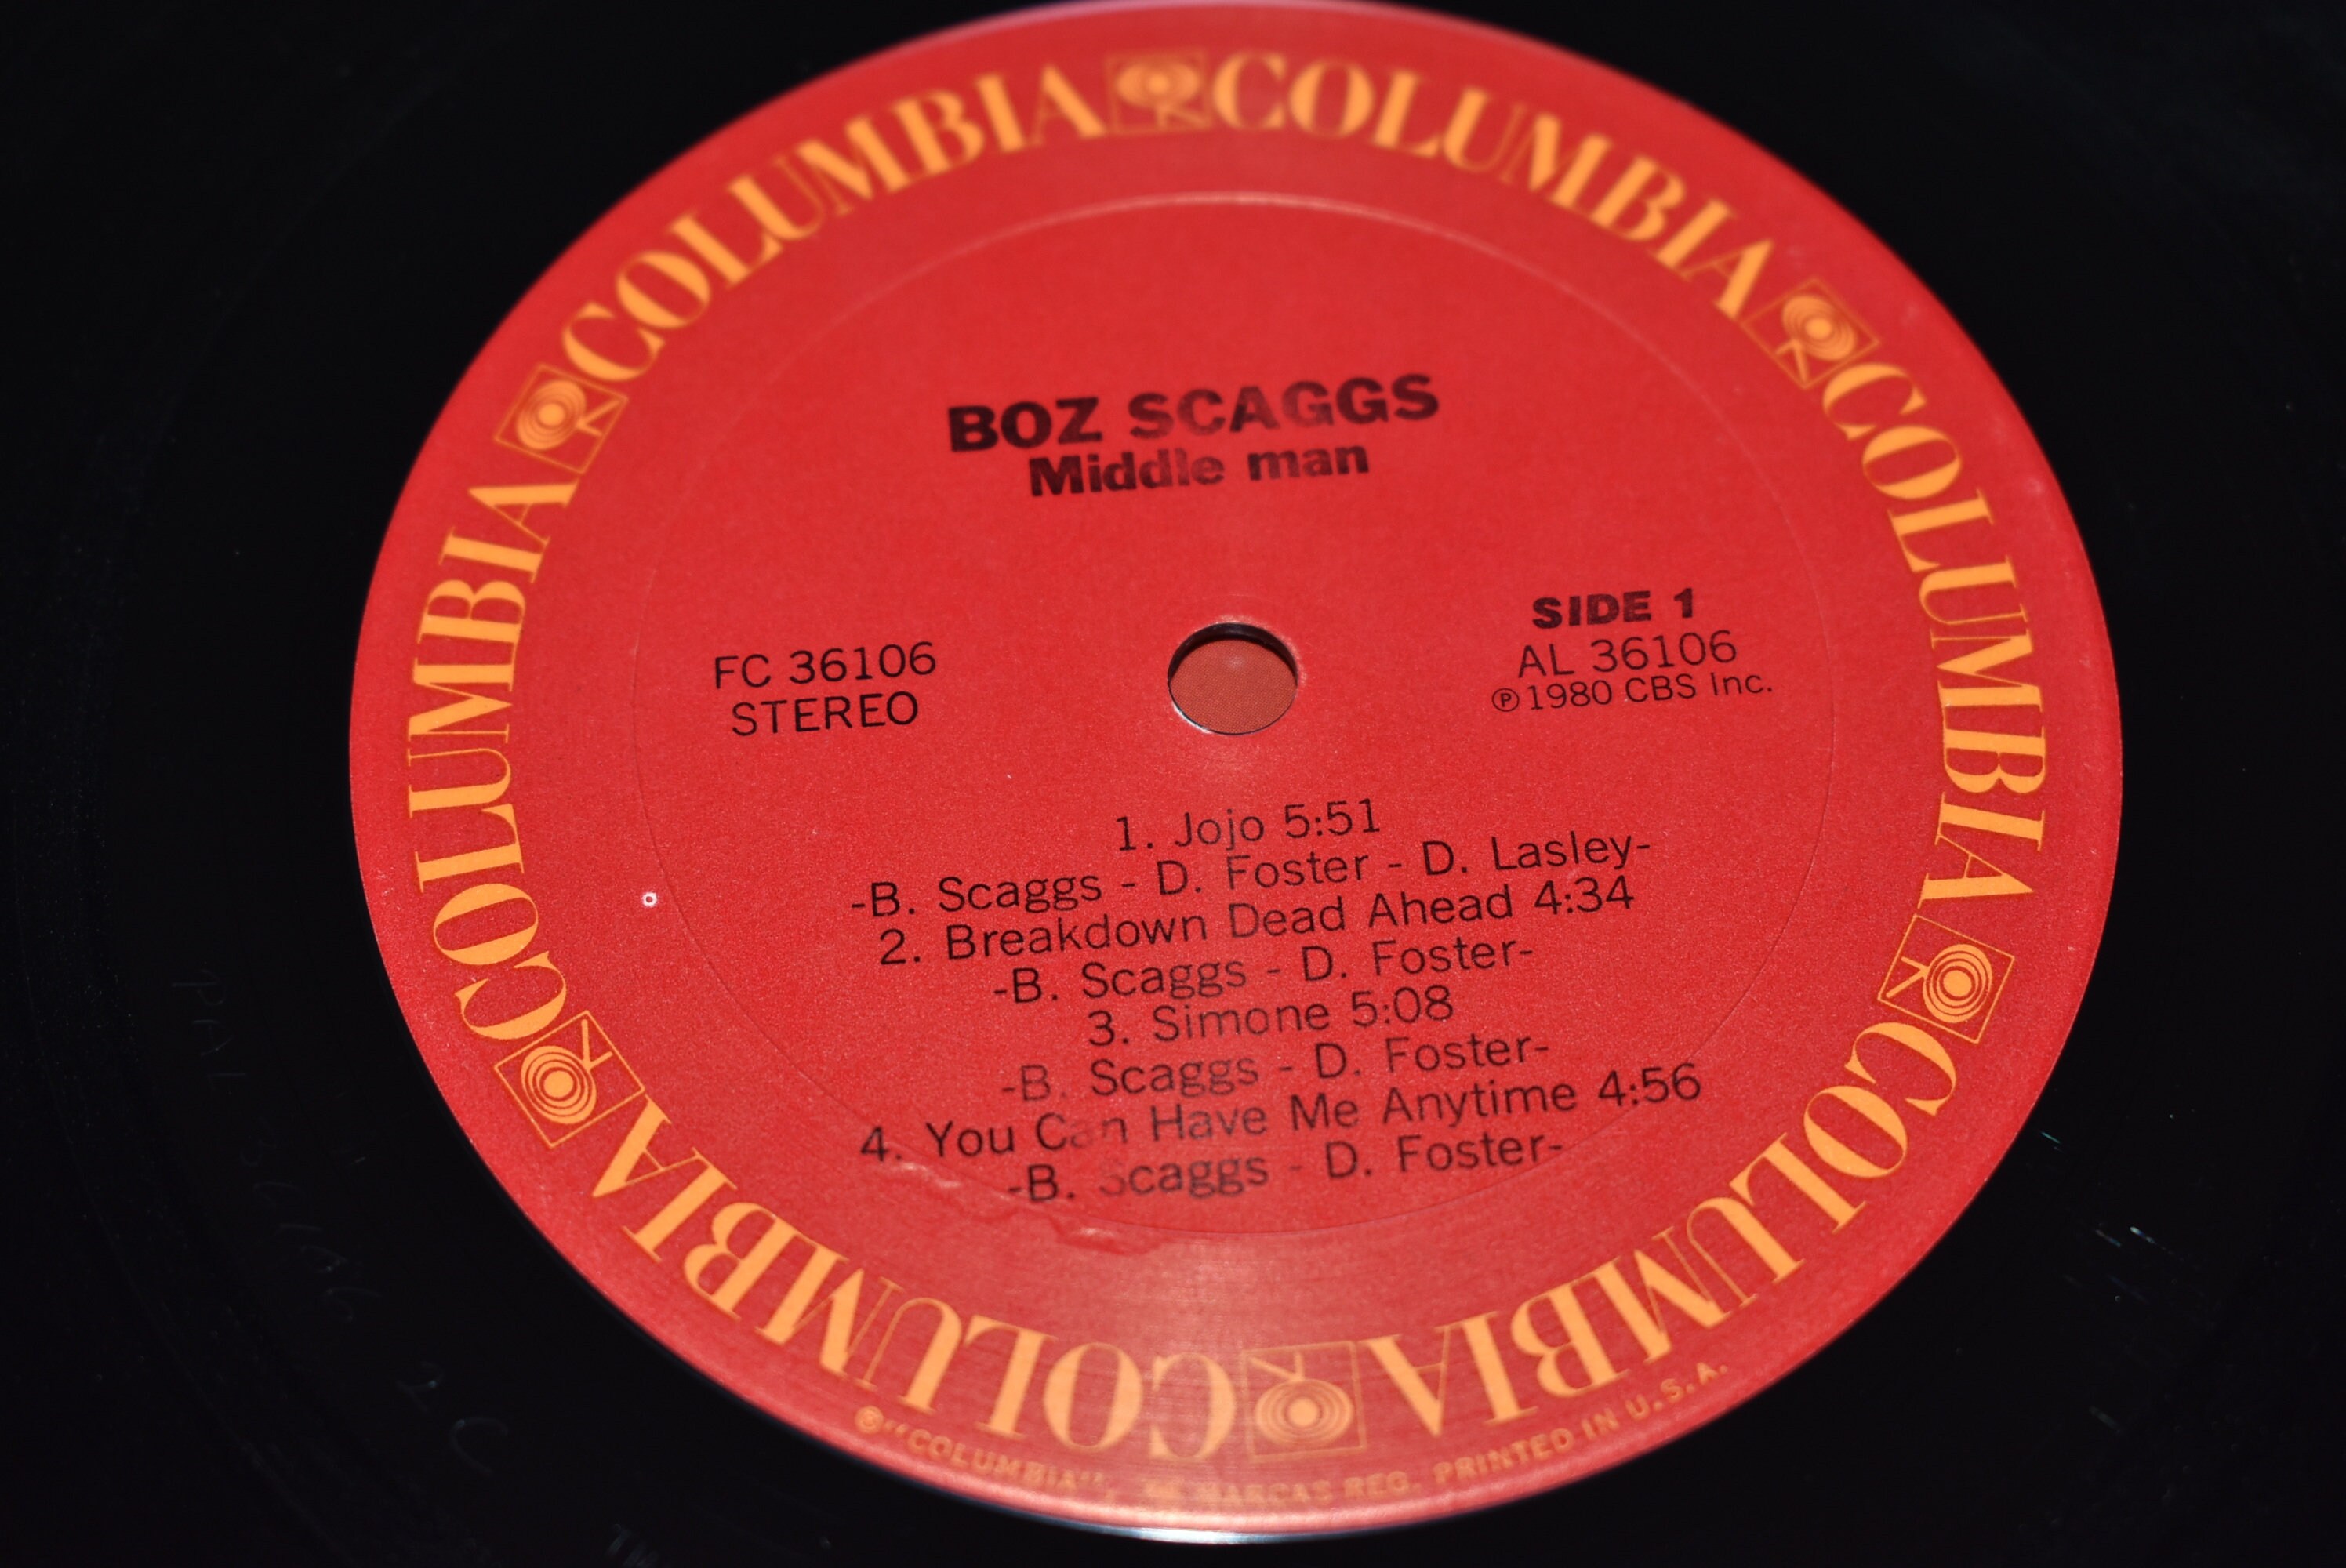 COLUMBIA COLUMBIA COLUMBIA COLUMBIA COLUMBIA COLUMBIA
BOZ SCAGGS
Middle man
FC 36106
STEREO
SIDE 1
AL 36106
℗ 1980 CBS Inc.
1. Jojo 5:51
-B. Scaggs - D. Foster - D. Lasley-
2. Breakdown Dead Ahead 4:34
-B. Scaggs - D. Foster-
3. Simone 5:08
-B. Scaggs - D. Foster-
4. You Can Have Me Anytime 4:56
-B. Scaggs - D. Foster-
"COLUMBIA", MARCAS REG. PRINTED IN U.S.A.